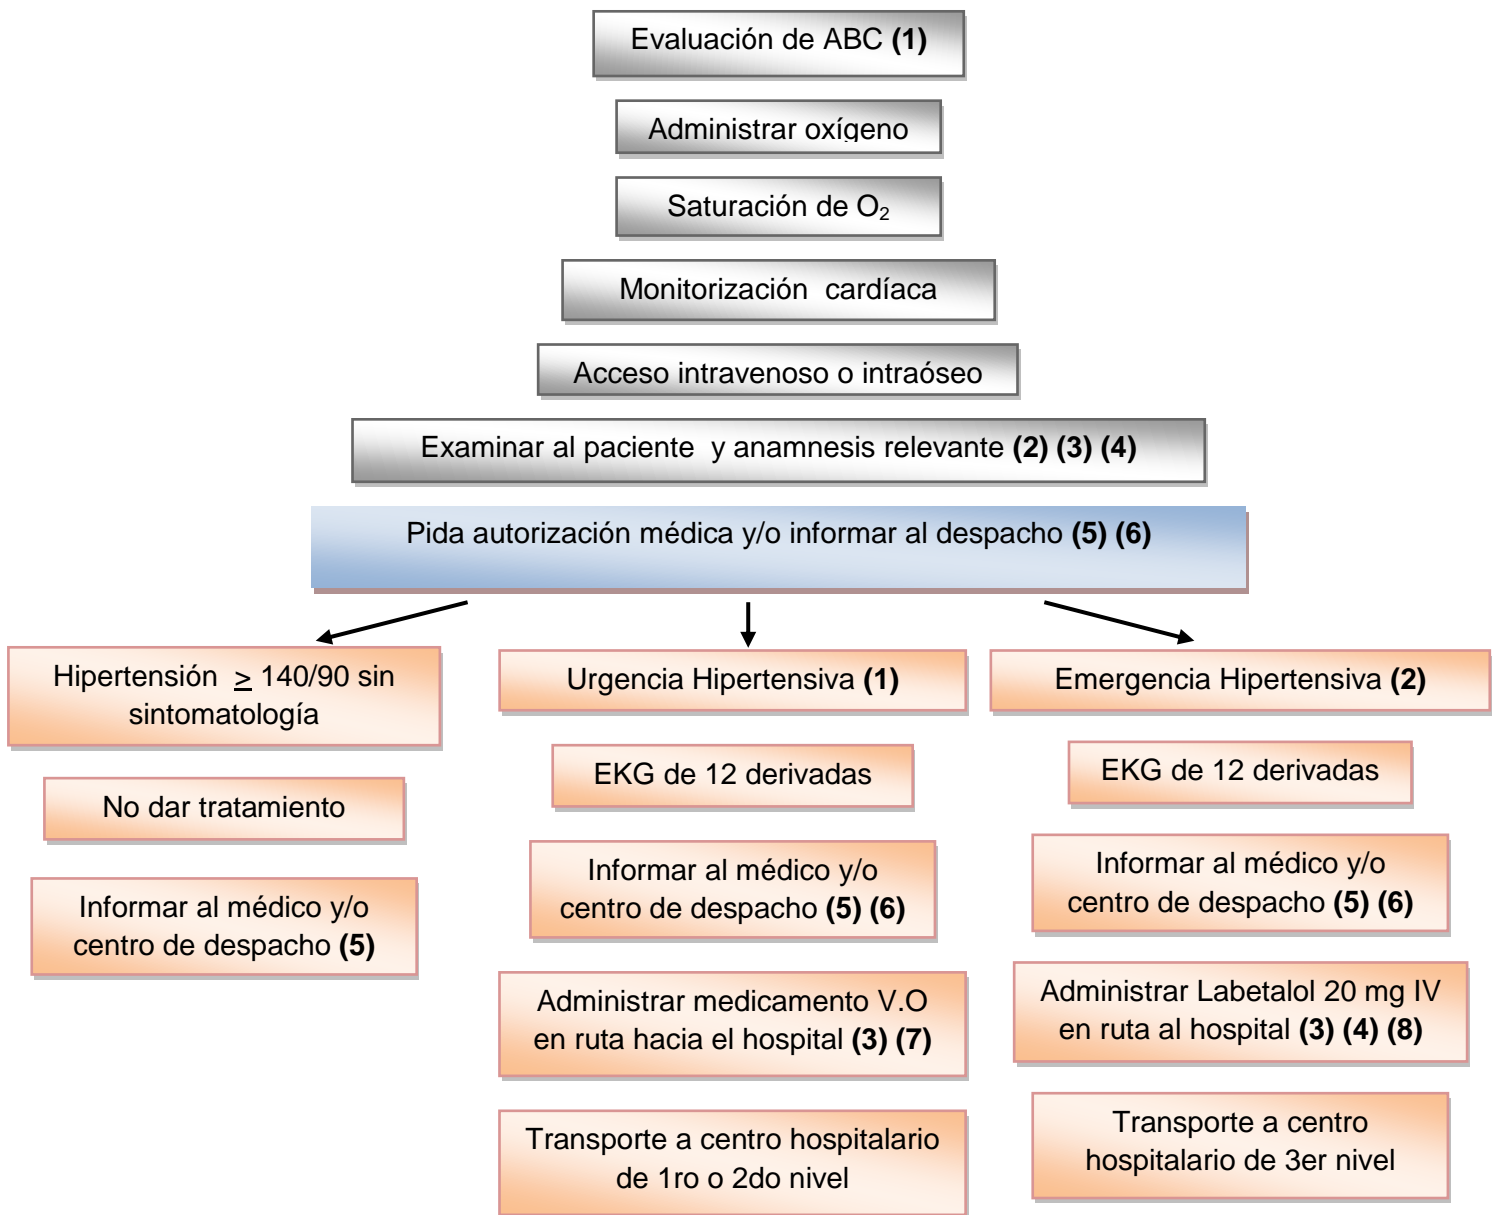 Evaluación de ABC (1)
Administrar oxígeno
Saturación de O₂
Monitorización cardíaca
Acceso intravenoso o intraóseo
Examinar al paciente y anamnesis relevante (2) (3) (4)
Pida autorización médica y/o informar al despacho (5) (6)
Hipertensión ≥ 140/90 sin
sintomatología
No dar tratamiento
Informar al médico y/o
centro de despacho (5)
Urgencia Hipertensiva (1)
EKG de 12 derivadas
Informar al médico y/o
centro de despacho (5) (6)
Administrar medicamento V.O
en ruta hacia el hospital (3) (7)
Transporte a centro hospitalario
de 1ro o 2do nivel
Emergencia Hipertensiva (2)
EKG de 12 derivadas
Informar al médico y/o
centro de despacho (5) (6)
Administrar Labetalol 20 mg IV
en ruta al hospital (3) (4) (8)
Transporte a centro
hospitalario de 3er nivel